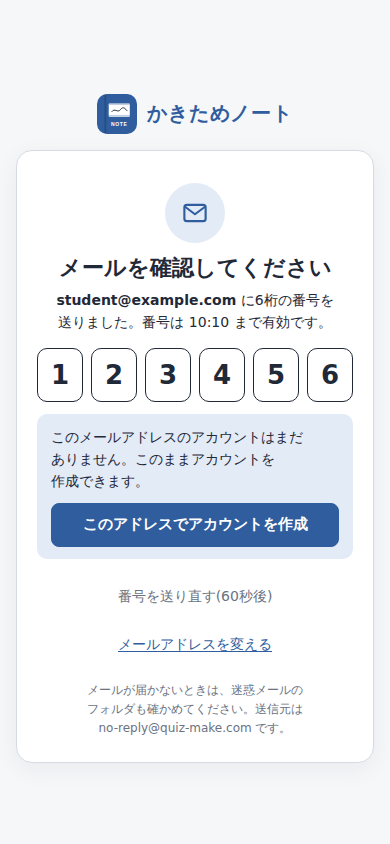 NOTE
かきためノート
メールを確認してください
student@example.com に6桁の番号を
送りました。番号は 10:10 まで有効です。
1 2 3 4 5 6
このメールアドレスのアカウントはまだ
ありません。このままアカウントを
作成できます。
このアドレスでアカウントを作成
番号を送り直す(60秒後)
メールアドレスを変える
メールが届かないときは、迷惑メールの
フォルダも確かめてください。送信元は
no-reply@quiz-make.com です。